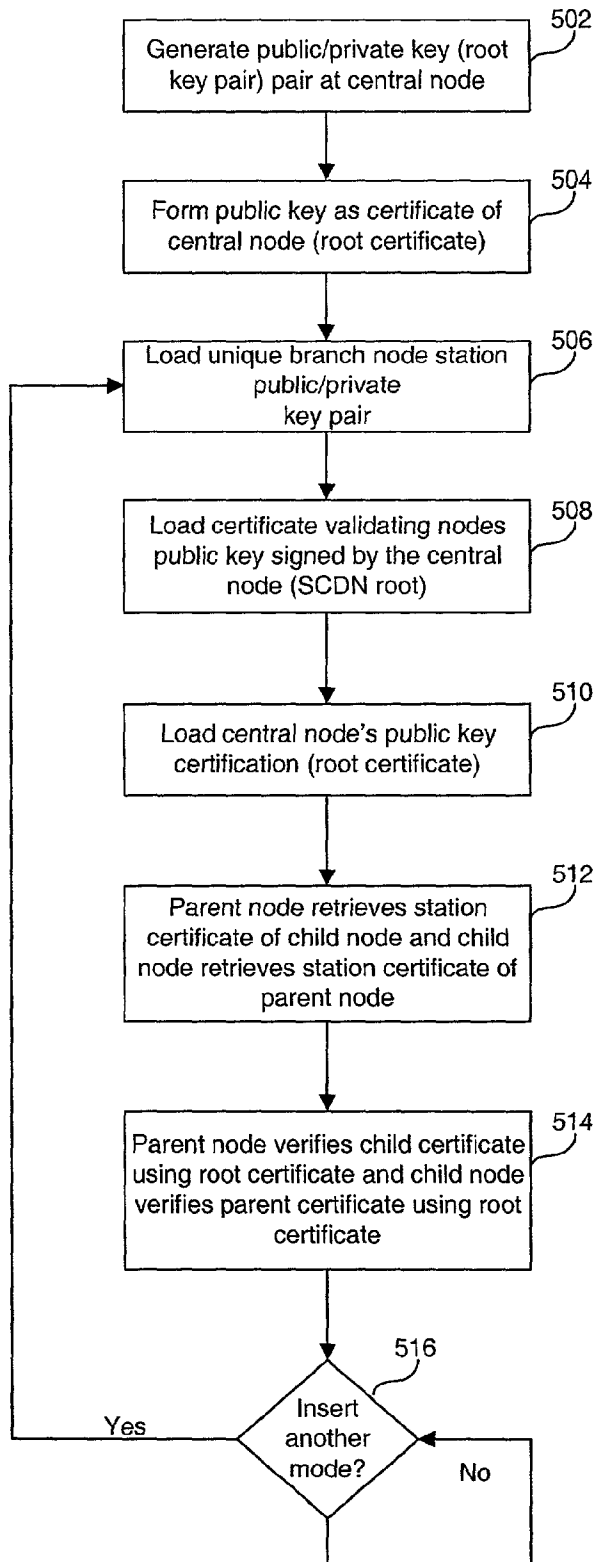 502
Generate public/private key (root
key pair) pair at central node
504
Form public key as certificate of
central node (root certificate)
506
Load unique branch node station
public/private
key pair
508
Load certificate validating nodes
public key signed by the central
node (SCDN root)
510
Load central node's public key
certification (root certificate)
512
Parent node retrieves station
certificate of child node and child
node retrieves station certificate of
parent node
514
Parent node verifies child certificate
using root certificate and child node
verifies parent certificate using root
certificate
516
Insert
another
mode?
Yes
No